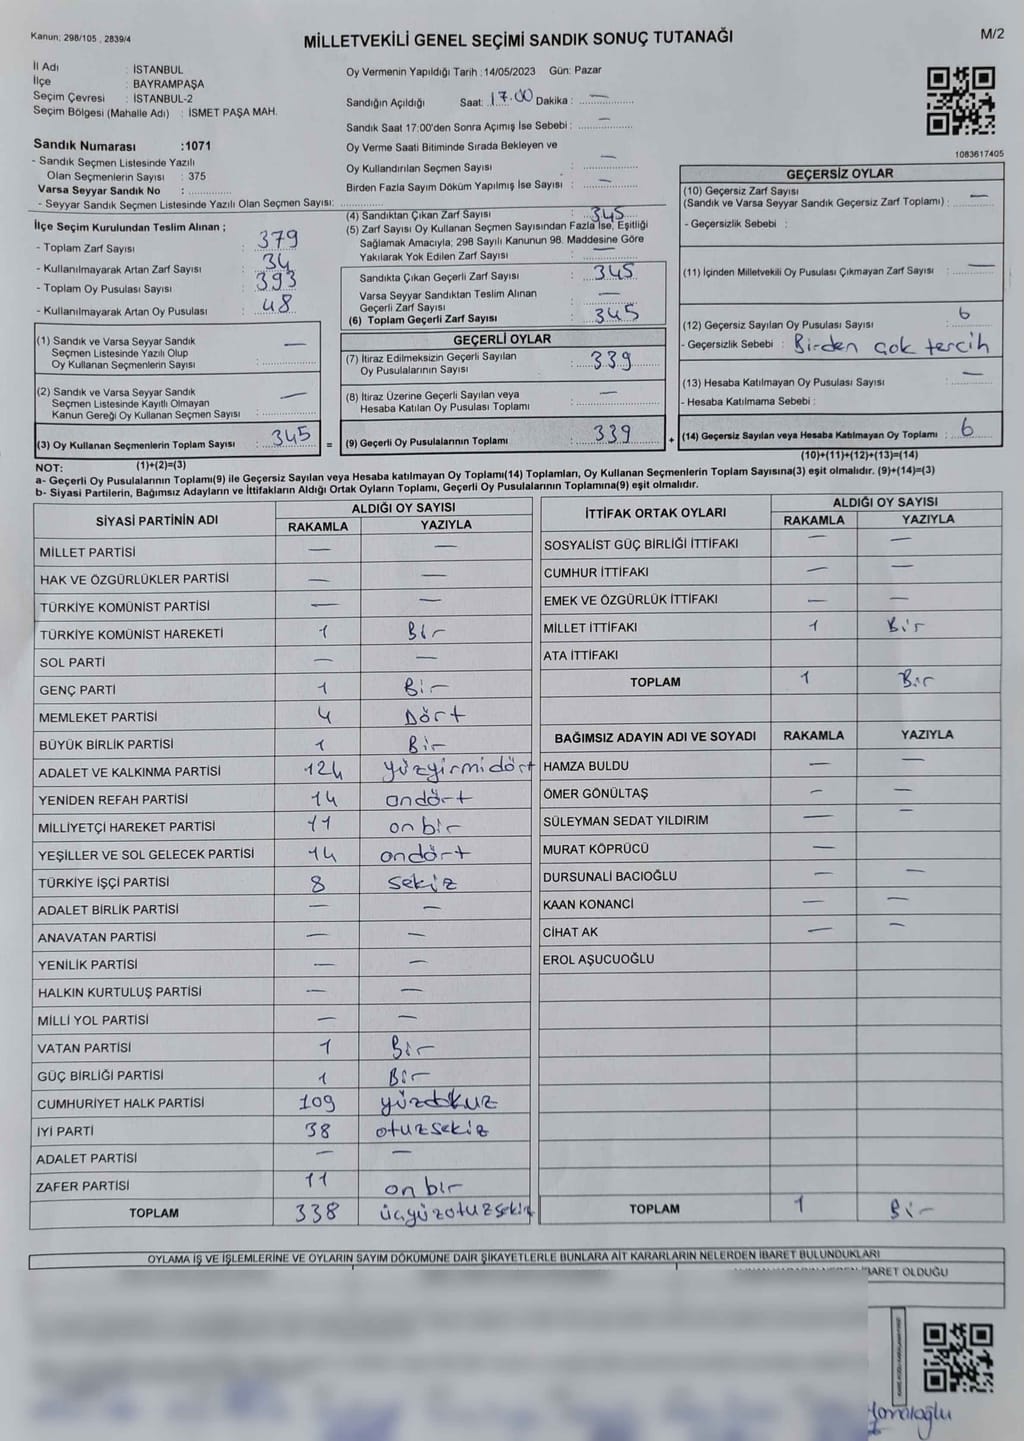 Kanun; 298/105 , 2839/4
MİLLETVEKİLİ GENEL SEÇİMİ SANDIK SONUÇ TUTANAĞI
M/2
İl Adı : İSTANBUL
İlçe : BAYRAMPAŞA
Seçim Çevresi : İSTANBUL-2
Seçim Bölgesi (Mahalle Adı) : İSMET PAŞA MAH.
Sandık Numarası :1071
- Sandık Seçmen Listesinde Yazılı
Olan Seçmenlerin Sayısı : 375
Varsa Seyyar Sandık No : ............
- Seyyar Sandık Seçmen Listesinde Yazılı Olan Seçmen Sayısı: ............
Oy Vermenin Yapıldığı Tarih :14/05/2023 Gün: Pazar
Sandığın Açıldığı Saat: 17.00 Dakika : —
Sandık Saat 17:00'den Sonra Açımış İse Sebebi : —
Oy Verme Saati Bitiminde Sırada Bekleyen ve
Oy Kullandırılan Seçmen Sayısı : —
Birden Fazla Sayım Döküm Yapılmış İse Sayısı : —
1083617405
İlçe Seçim Kurulundan Teslim Alınan ;
- Toplam Zarf Sayısı : 379
- Kullanılmayarak Artan Zarf Sayısı : 34
- Toplam Oy Pusulası Sayısı : 393
- Kullanılmayarak Artan Oy Pusulası : 48
(1) Sandık ve Varsa Seyyar Sandık —
Seçmen Listesinde Yazılı Olup
Oy Kullanan Seçmenlerin Sayısı
(2) Sandık ve Varsa Seyyar Sandık —
Seçmen Listesinde Kayıtlı Olmayan
Kanun Gereği Oy Kullanan Seçmen Sayısı
(3) Oy Kullanan Seçmenlerin Toplam Sayısı : 345 =
(1)+(2)=(3)
(4) Sandıktan Çıkan Zarf Sayısı : 345
(5) Zarf Sayısı Oy Kullanan Seçmen Sayısından Fazla İse, Eşitliği
Sağlamak Amacıyla; 298 Sayılı Kanunun 98. Maddesine Göre
Yakılarak Yok Edilen Zarf Sayısı :
Sandıkta Çıkan Geçerli Zarf Sayısı : 345
Varsa Seyyar Sandıktan Teslim Alınan
Geçerli Zarf Sayısı : —
(6) Toplam Geçerli Zarf Sayısı : 345
GEÇERLİ OYLAR
(7) İtiraz Edilmeksizin Geçerli Sayılan
Oy Pusulalarının Sayısı : 339
(8) İtiraz Üzerine Geçerli Sayılan veya
Hesaba Katılan Oy Pusulası Toplamı : —
(9) Geçerli Oy Pusulalarının Toplamı : 339 +
GEÇERSİZ OYLAR
(10) Geçersiz Zarf Sayısı
(Sandık ve Varsa Seyyar Sandık Geçersiz Zarf Toplamı) : —
- Geçersizlik Sebebi :
(11) İçinden Milletvekili Oy Pusulası Çıkmayan Zarf Sayısı : —
(12) Geçersiz Sayılan Oy Pusulası Sayısı : 6
- Geçersizlik Sebebi : Birden çok tercih
(13) Hesaba Katılmayan Oy Pusulası Sayısı : —
- Hesaba Katılmama Sebebi :
(14) Geçersiz Sayılan veya Hesaba Katılmayan Oy Toplamı : 6
(10)+(11)+(12)+(13)=(14)
NOT:
a- Geçerli Oy Pusulalarının Toplamı(9) ile Geçersiz Sayılan veya Hesaba katılmayan Oy Toplamı(14) Toplamları, Oy Kullanan Seçmenlerin Toplam Sayısına(3) eşit olmalıdır. (9)+(14)=(3)
b- Siyasi Partilerin, Bağımsız Adayların ve İttifakların Aldığı Ortak Oyların Toplamı, Geçerli Oy Pusulalarının Toplamına(9) eşit olmalıdır.
SİYASİ PARTİNİN ADI ALDIĞI OY SAYISI
RAKAMLA YAZIYLA
MİLLET PARTİSİ — —
HAK VE ÖZGÜRLÜKLER PARTİSİ — —
TÜRKİYE KOMÜNİST PARTİSİ — —
TÜRKİYE KOMÜNİST HAREKETİ 1 Bir
SOL PARTİ — —
GENÇ PARTİ 1 Bir
MEMLEKET PARTİSİ 4 Dört
BÜYÜK BİRLİK PARTİSİ 1 Bir
ADALET VE KALKINMA PARTİSİ 124 yüzyirmidört
YENİDEN REFAH PARTİSİ 14 ondört
MİLLİYETÇİ HAREKET PARTİSİ 11 onbir
YEŞİLLER VE SOL GELECEK PARTİSİ 14 ondört
TÜRKİYE İŞÇİ PARTİSİ 8 sekiz
ADALET BİRLİK PARTİSİ — —
ANAVATAN PARTİSİ — —
YENİLİK PARTİSİ — —
HALKIN KURTULUŞ PARTİSİ — —
MİLLİ YOL PARTİSİ — —
VATAN PARTİSİ 1 Bir
GÜÇ BİRLİĞİ PARTİSİ 1 Bir
CUMHURİYET HALK PARTİSİ 109 yüzdokuz
İYİ PARTİ 38 otuzsekiz
ADALET PARTİSİ — —
ZAFER PARTİSİ 11 onbir
TOPLAM 338 üçyüzotuzsekiz
İTTİFAK ORTAK OYLARI ALDIĞI OY SAYISI
RAKAMLA YAZIYLA
SOSYALİST GÜÇ BİRLİĞİ İTTİFAKI — —
CUMHUR İTTİFAKI — —
EMEK VE ÖZGÜRLÜK İTTİFAKI — —
MİLLET İTTİFAKI 1 Bir
ATA İTTİFAKI
TOPLAM 1 Bir
BAĞIMSIZ ADAYIN ADI VE SOYADI RAKAMLA YAZIYLA
HAMZA BULDU — —
ÖMER GÖNÜLTAŞ — —
SÜLEYMAN SEDAT YILDIRIM — —
MURAT KÖPRÜCÜ —
DURSUNALİ BACIOĞLU — —
KAAN KONANCİ — —
CİHAT AK — —
EROL AŞUCUOĞLU
TOPLAM 1 Bir
OYLAMA İŞ VE İŞLEMLERİNE VE OYLARIN SAYIM DÖKÜMÜNE DAİR ŞİKAYETLERLE BUNLARA AİT KARARLARIN NELERDEN İBARET BULUNDUKLARI
İBARET OLDUĞU